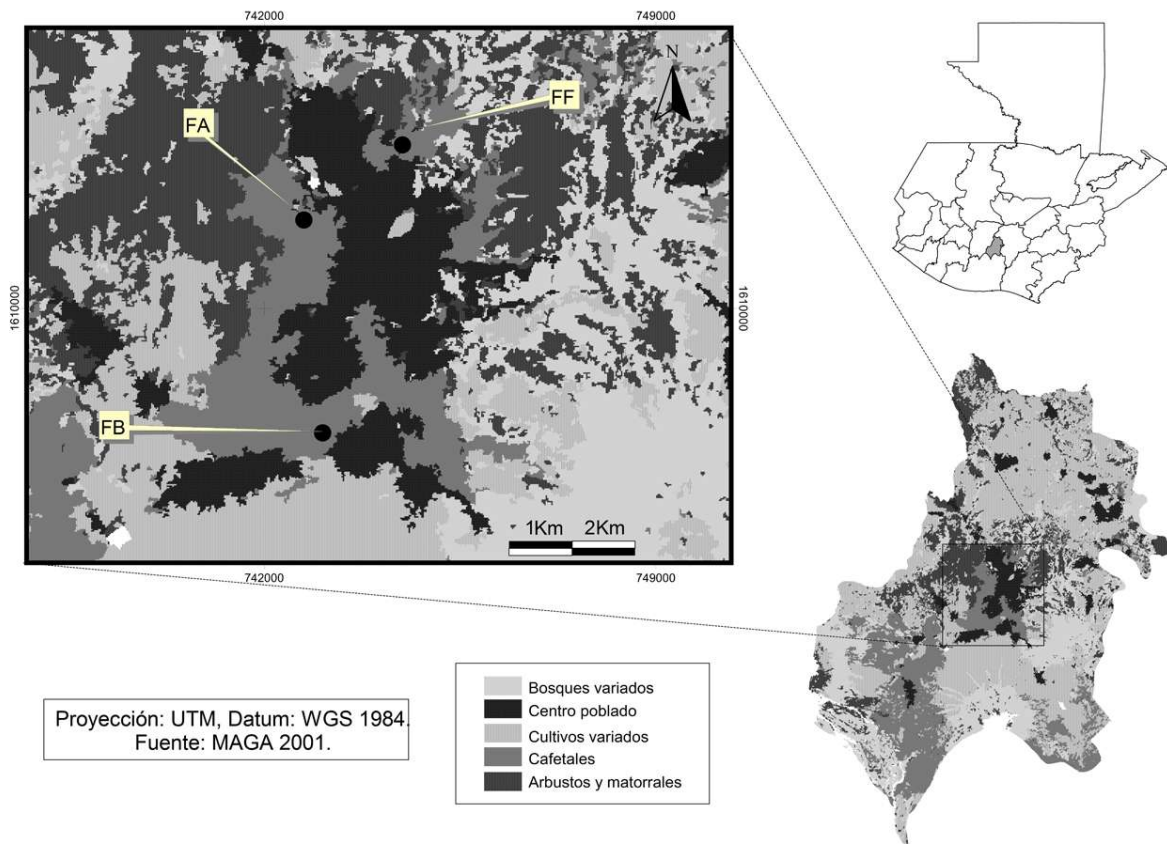 742000
749000
N
FF
FA
1610000
1610000
FB
1Km
2Km
742000
749000
Proyección: UTM, Datum: WGS 1984.
Fuente: MAGA 2001.
Bosques variados
Centro poblado
Cultivos variados
Cafetales
Arbustos y matorrales